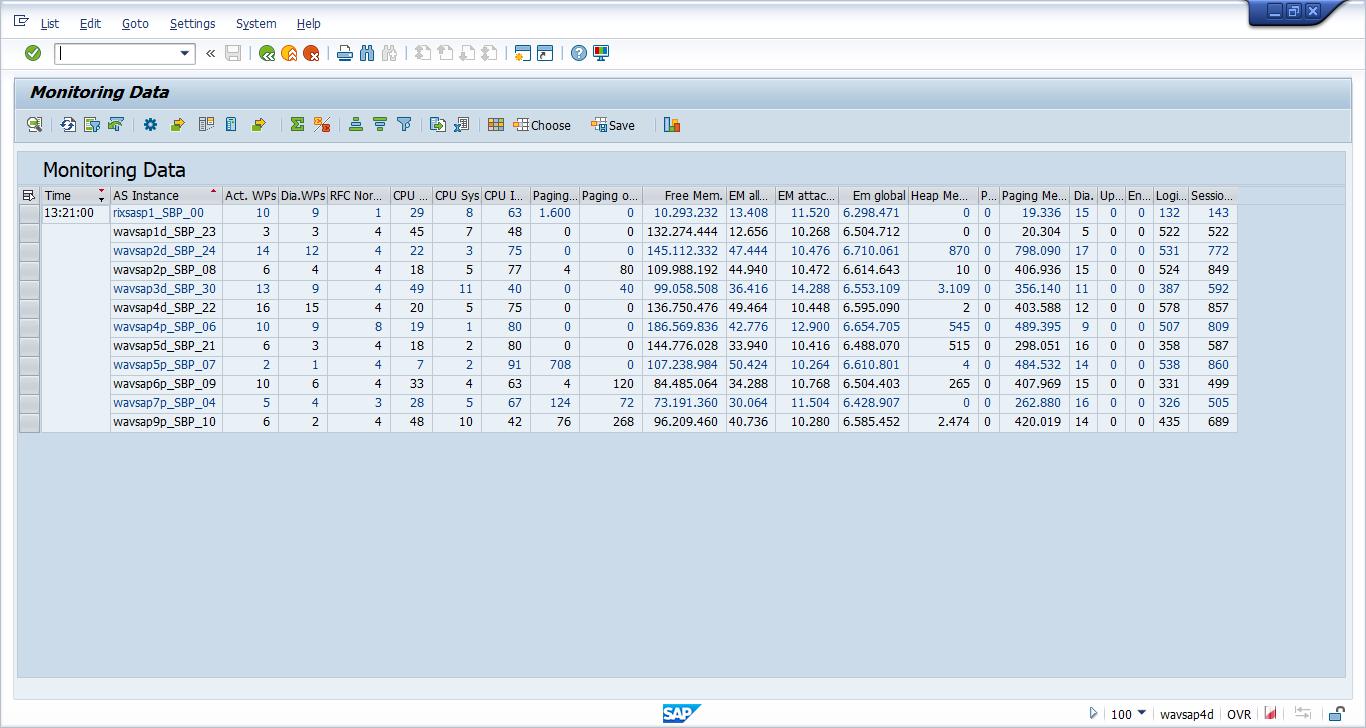 List Edit Goto Settings System Help
Monitoring Data
Choose Save
Monitoring Data
Time AS Instance Act. WPs Dia.WPs RFC Nor... CPU ... CPU Sys CPU I... Paging... Paging o... Free Mem. EM all... EM attac... Em global Heap Me... P... Paging Me... Dia. Up... En... Logi... Sessio...
13:21:00 rixsasp1_SBP_00 10 9 1 29 8 63 1.600 0 10.293.232 13.408 11.520 6.298.471 0 0 19.336 15 0 0 132 143
wavsap1d_SBP_23 3 3 4 45 7 48 0 0 132.274.444 12.656 10.268 6.504.712 0 0 20.304 5 0 0 522 522
wavsap2d_SBP_24 14 12 4 22 3 75 0 0 145.112.332 47.444 10.476 6.710.061 870 0 798.090 17 0 0 531 772
wavsap2p_SBP_08 6 4 4 18 5 77 4 80 109.988.192 44.940 10.472 6.614.643 10 0 406.936 15 0 0 524 849
wavsap3d_SBP_30 13 9 4 49 11 40 0 40 99.058.508 36.416 14.288 6.553.109 3.109 0 356.140 11 0 0 387 592
wavsap4d_SBP_22 16 15 4 20 5 75 0 0 136.750.476 49.464 10.448 6.595.090 2 0 403.588 12 0 0 578 857
wavsap4p_SBP_06 10 9 8 19 1 80 0 0 186.569.836 42.776 12.900 6.654.705 545 0 489.395 9 0 0 507 809
wavsap5d_SBP_21 6 3 4 18 2 80 0 0 144.776.028 33.940 10.416 6.488.070 515 0 298.051 16 0 0 358 587
wavsap5p_SBP_07 2 1 4 7 2 91 708 0 107.238.984 50.424 10.264 6.610.801 4 0 484.532 14 0 0 538 860
wavsap6p_SBP_09 10 6 4 33 4 63 4 120 84.485.064 34.288 10.768 6.504.403 265 0 407.969 15 0 0 331 499
wavsap7p_SBP_04 5 4 3 28 5 67 124 72 73.191.360 30.064 11.504 6.428.907 0 0 262.880 16 0 0 326 505
wavsap9p_SBP_10 6 2 4 48 10 42 76 268 96.209.460 40.736 10.280 6.585.452 2.474 0 420.019 14 0 0 435 689
SAP 100 wavsap4d OVR